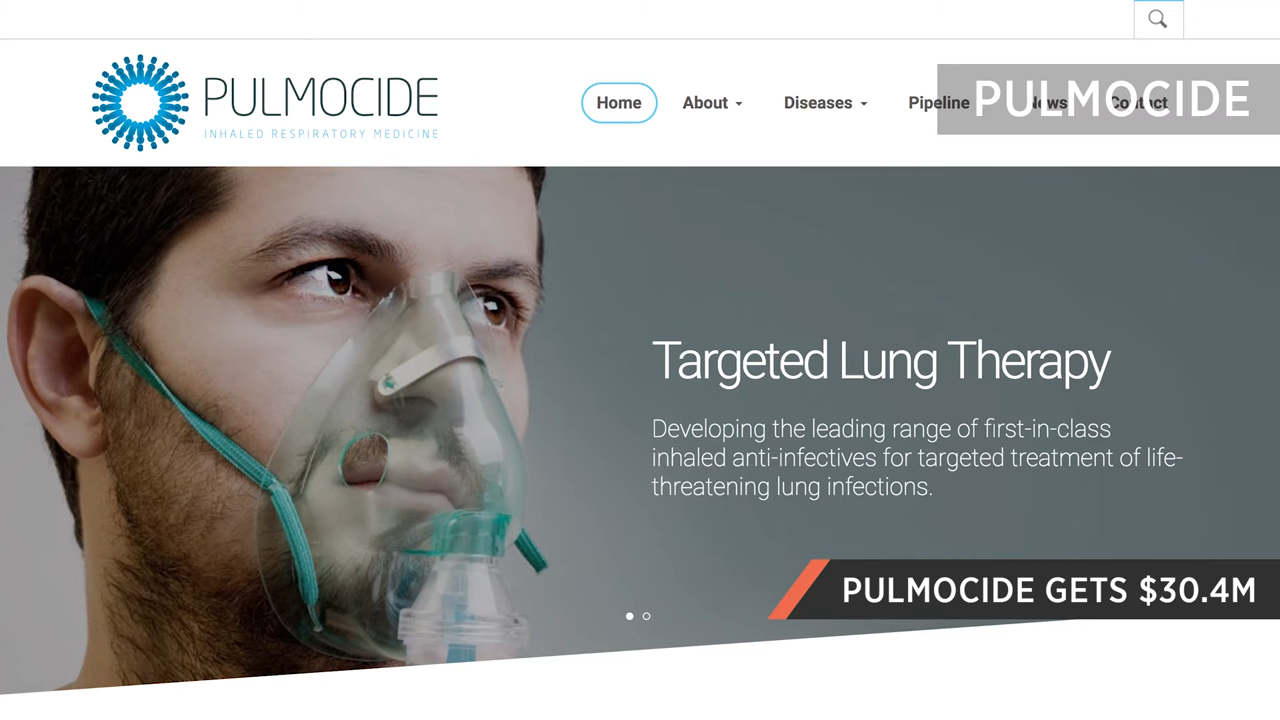 PULMOCIDE
INHALED RESPIRATORY MEDICINE
Home About Diseases Pipeline News Contact
PULMOCIDE
Targeted Lung Therapy
Developing the leading range of first-in-class
inhaled anti-infectives for targeted treatment of life-
threatening lung infections.
PULMOCIDE GETS $30.4M